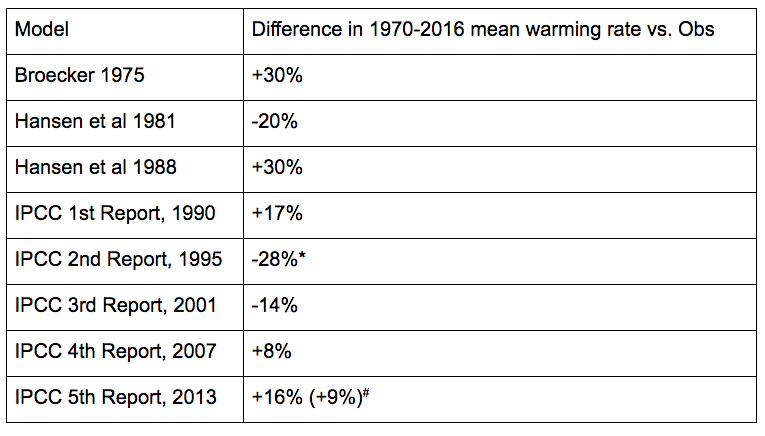 Model Difference in 1970-2016 mean warming rate vs. Obs
Broecker 1975 +30%
Hansen et al 1981 -20%
Hansen et al 1988 +30%
IPCC 1st Report, 1990 +17%
IPCC 2nd Report, 1995 -28%*
IPCC 3rd Report, 2001 -14%
IPCC 4th Report, 2007 +8%
IPCC 5th Report, 2013 +16% (+9%)#